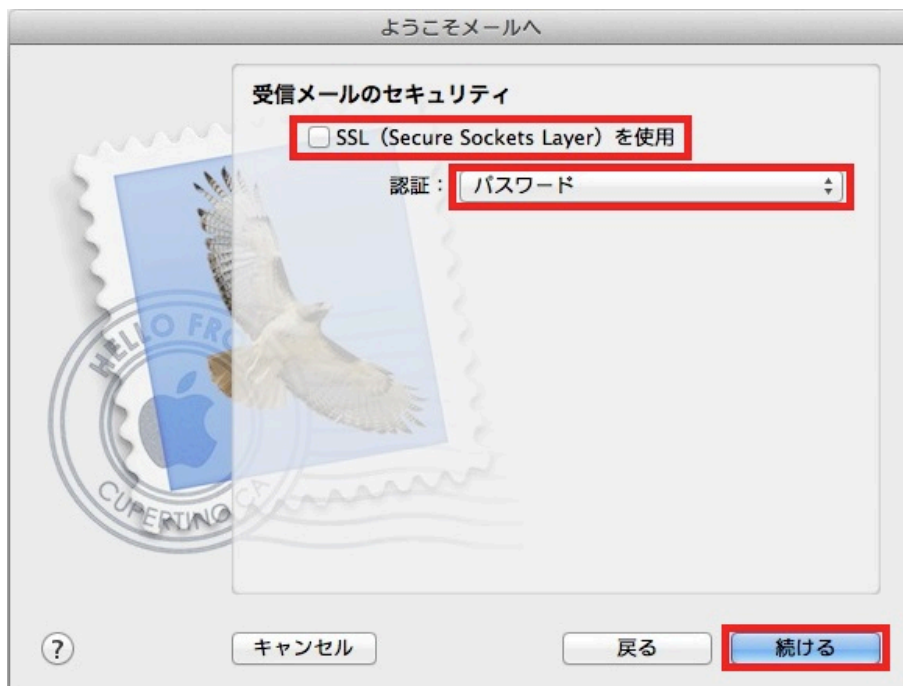 ようこそメールへ
受信メールのセキュリティ
SSL（Secure Sockets Layer）を使用
認証：
パスワード
HELLO FRO
CUPERTINO CA
?
キャンセル
戻る
続ける